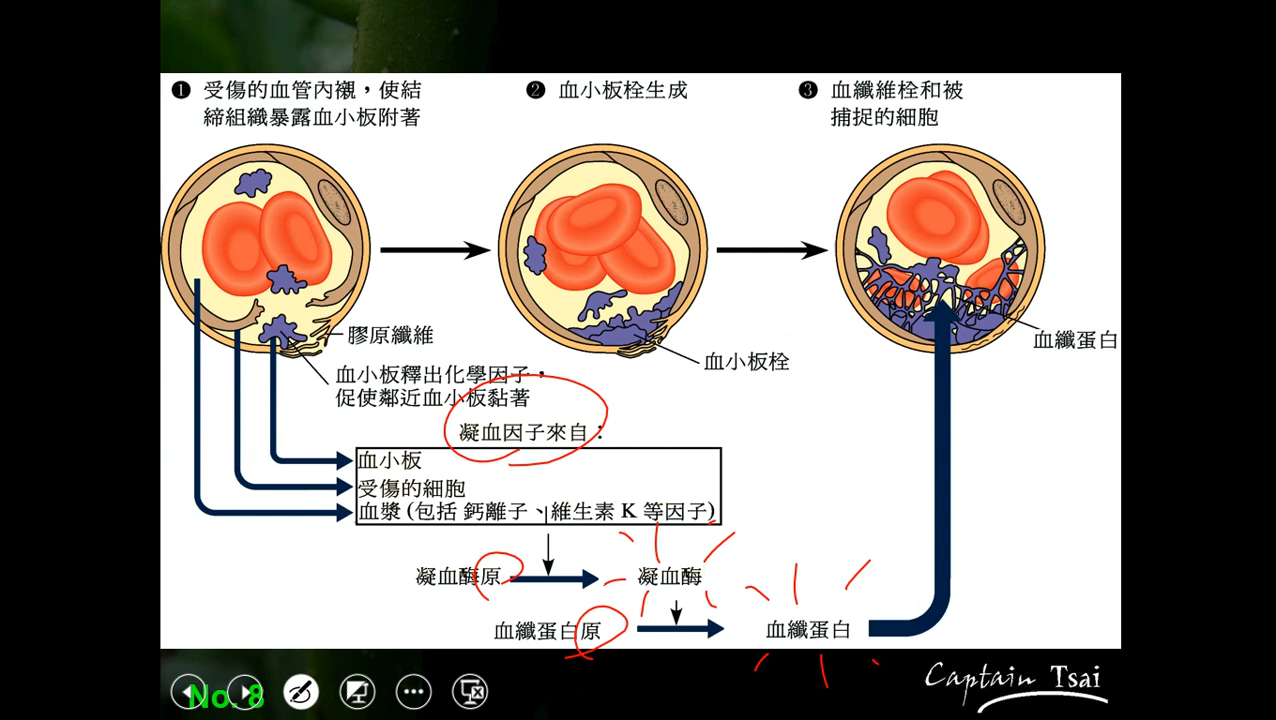 ❶ 受傷的血管內襯，使結
締組織暴露血小板附著
❷ 血小板栓生成
❸ 血纖維栓和被
捕捉的細胞
膠原纖維
血小板栓
血纖蛋白
血小板釋出化學因子，
促使鄰近血小板黏著
凝血因子來自：
血小板
受傷的細胞
血漿 (包括 鈣離子、維生素 K 等因子)
凝血酶原
凝血酶
血纖蛋白原
血纖蛋白
No. 8
Captain Tsai